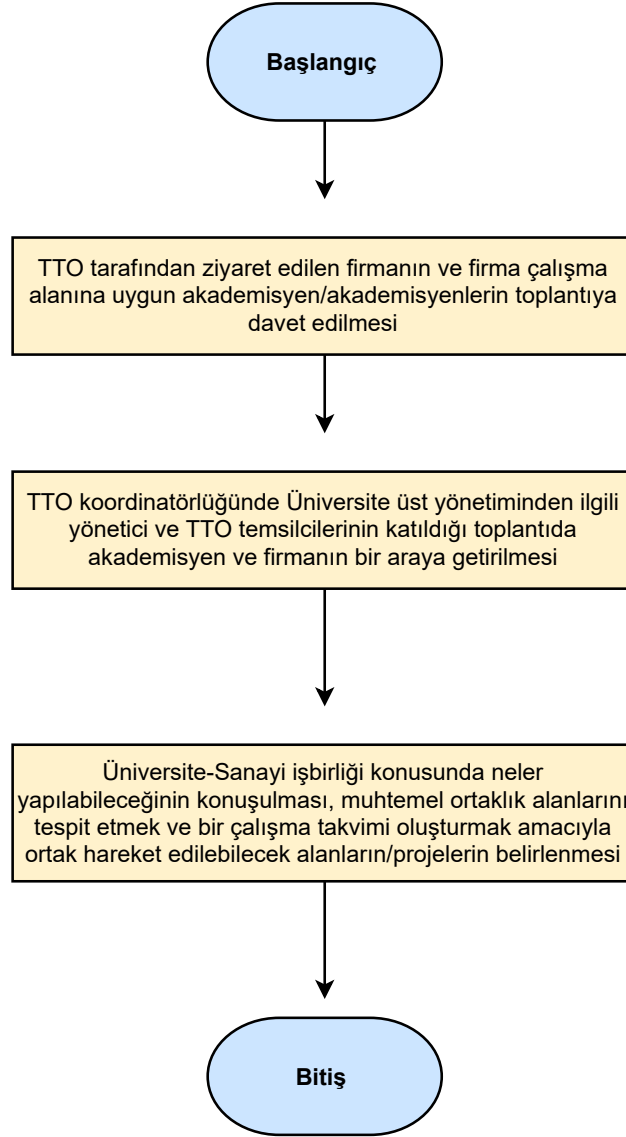 Başlangıç
TTO tarafından ziyaret edilen firmanın ve firma çalışma
alanına uygun akademisyen/akademisyenlerin toplantıya
davet edilmesi
TTO koordinatörlüğünde Üniversite üst yönetiminden ilgili
yönetici ve TTO temsilcilerinin katıldığı toplantıda
akademisyen ve firmanın bir araya getirilmesi
Üniversite-Sanayi işbirliği konusunda neler
yapılabileceğinin konuşulması, muhtemel ortaklık alanlarını
tespit etmek ve bir çalışma takvimi oluşturmak amacıyla
ortak hareket edilebilecek alanların/projelerin belirlenmesi
Bitiş